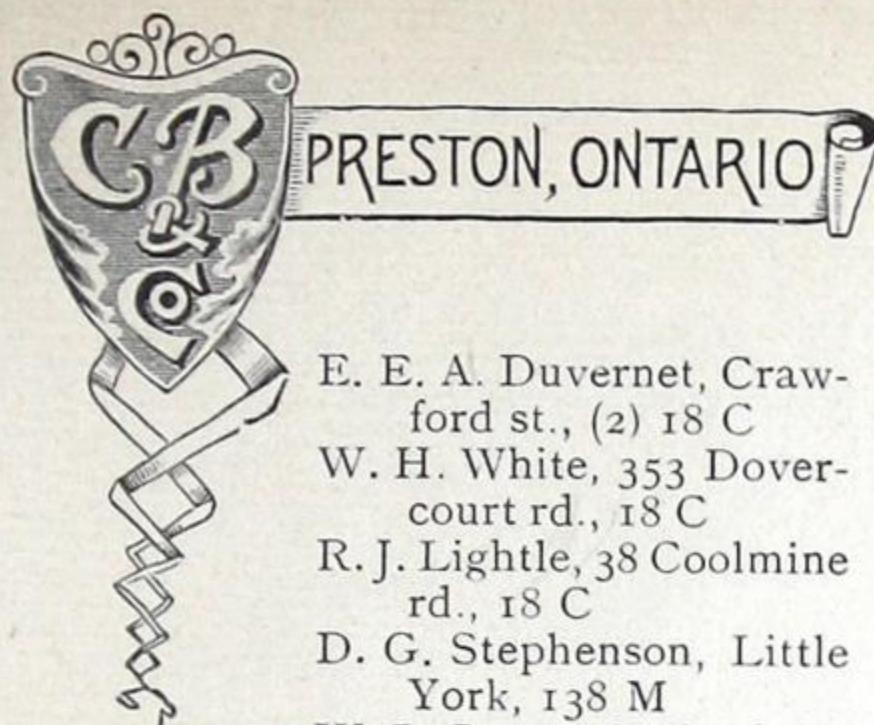 C.B
& Co
PRESTON, ONTARIO
E. E. A. Duvernet, Craw-
ford st., (2) 18 C
W. H. White, 353 Dover-
court rd., 18 C
R. J. Lightle, 38 Coolmine
rd., 18 C
D. G. Stephenson, Little
York, 138 M